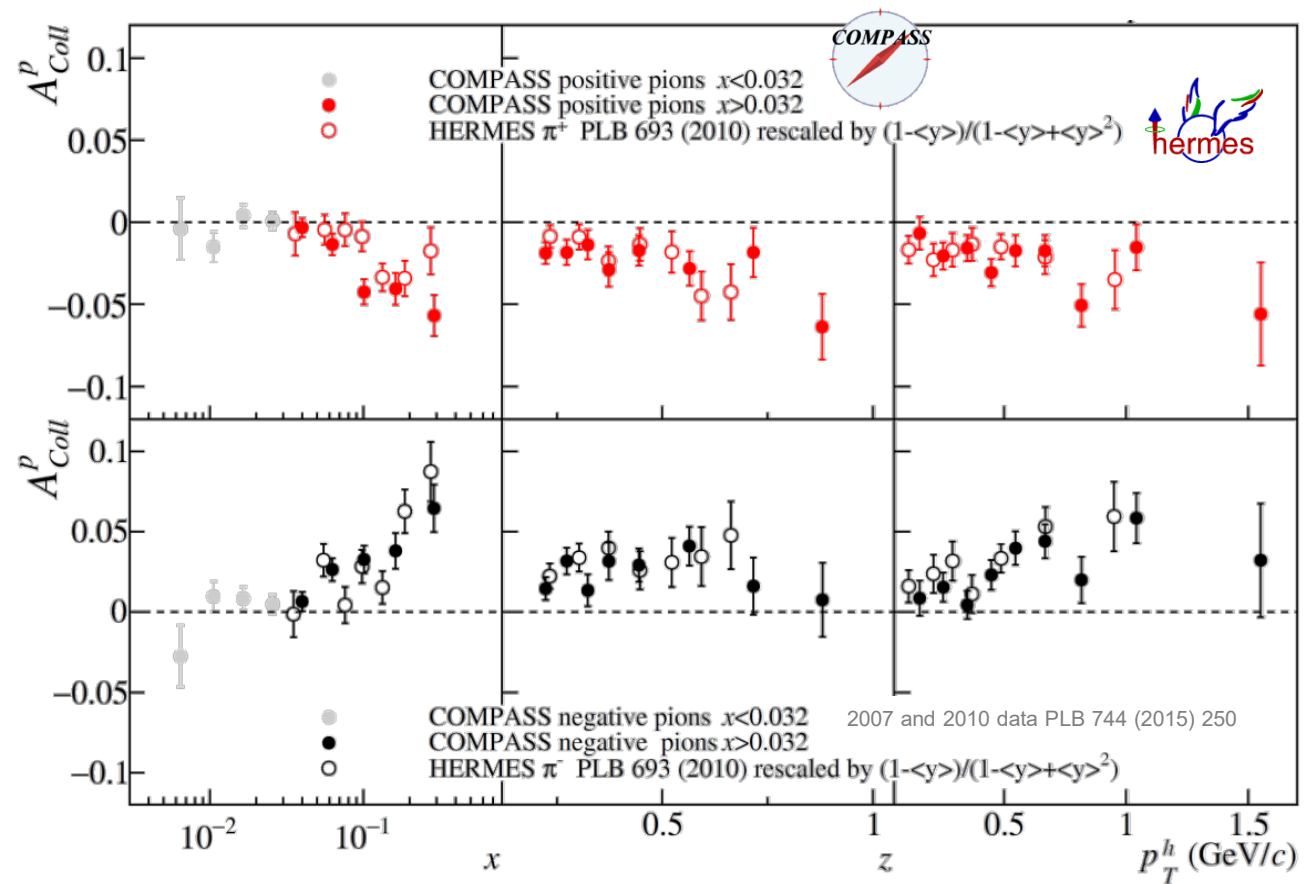 COMPASS
hermes
A^p_Coll
0.1
0.05
0
−0.05
−0.1
COMPASS positive pions x<0.032
COMPASS positive pions x>0.032
HERMES π⁺ PLB 693 (2010) rescaled by (1-<y>)/(1-<y>+<y>²)
A^p_Coll
0.1
0.05
0
−0.05
−0.1
COMPASS negative pions x<0.032
COMPASS negative pions x>0.032
HERMES π⁻ PLB 693 (2010) rescaled by (1-<y>)/(1-<y>+<y>²)
2007 and 2010 data PLB 744 (2015) 250
10⁻² 10⁻¹ 0.5 1 0.5 1 1.5
x z p^h_T (GeV/c)